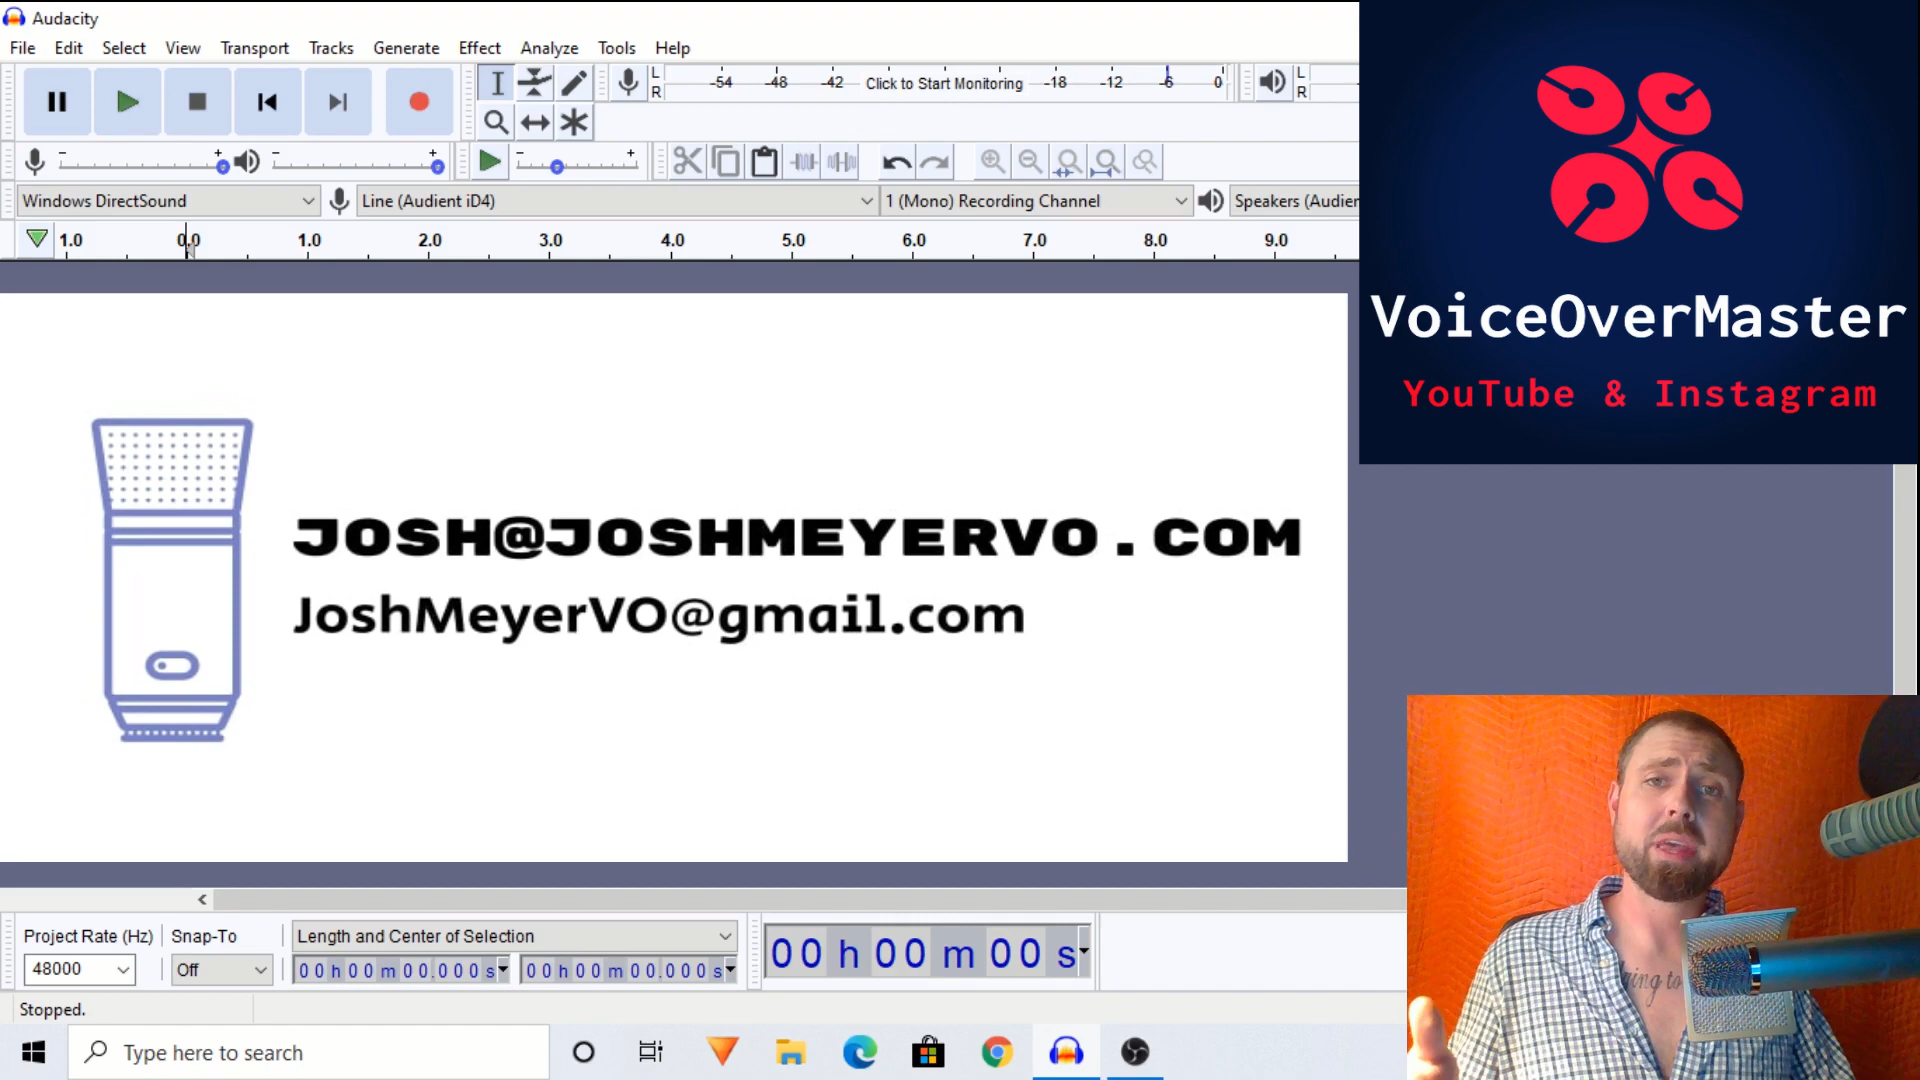 Audacity
File Edit Select View Transport Tracks Generate Effect Analyze Tools Help
L
R
-54 -48 -42 Click to Start Monitoring -18 -12 -6 0
L
R
- + - + - +
Windows DirectSound Line (Audient iD4) 1 (Mono) Recording Channel Speakers (Audien
1.0 0.0 1.0 2.0 3.0 4.0 5.0 6.0 7.0 8.0 9.0
VoiceOverMaster
YouTube & Instagram
JOSH@JOSHMEYERVO.COM
JoshMeyerVO@gmail.com
Project Rate (Hz) Snap-To Length and Center of Selection
48000 Off 00 h 00 m 00.000 s 00 h 00 m 00.000 s
00 h 00 m 00 s
Stopped.
Type here to search
to